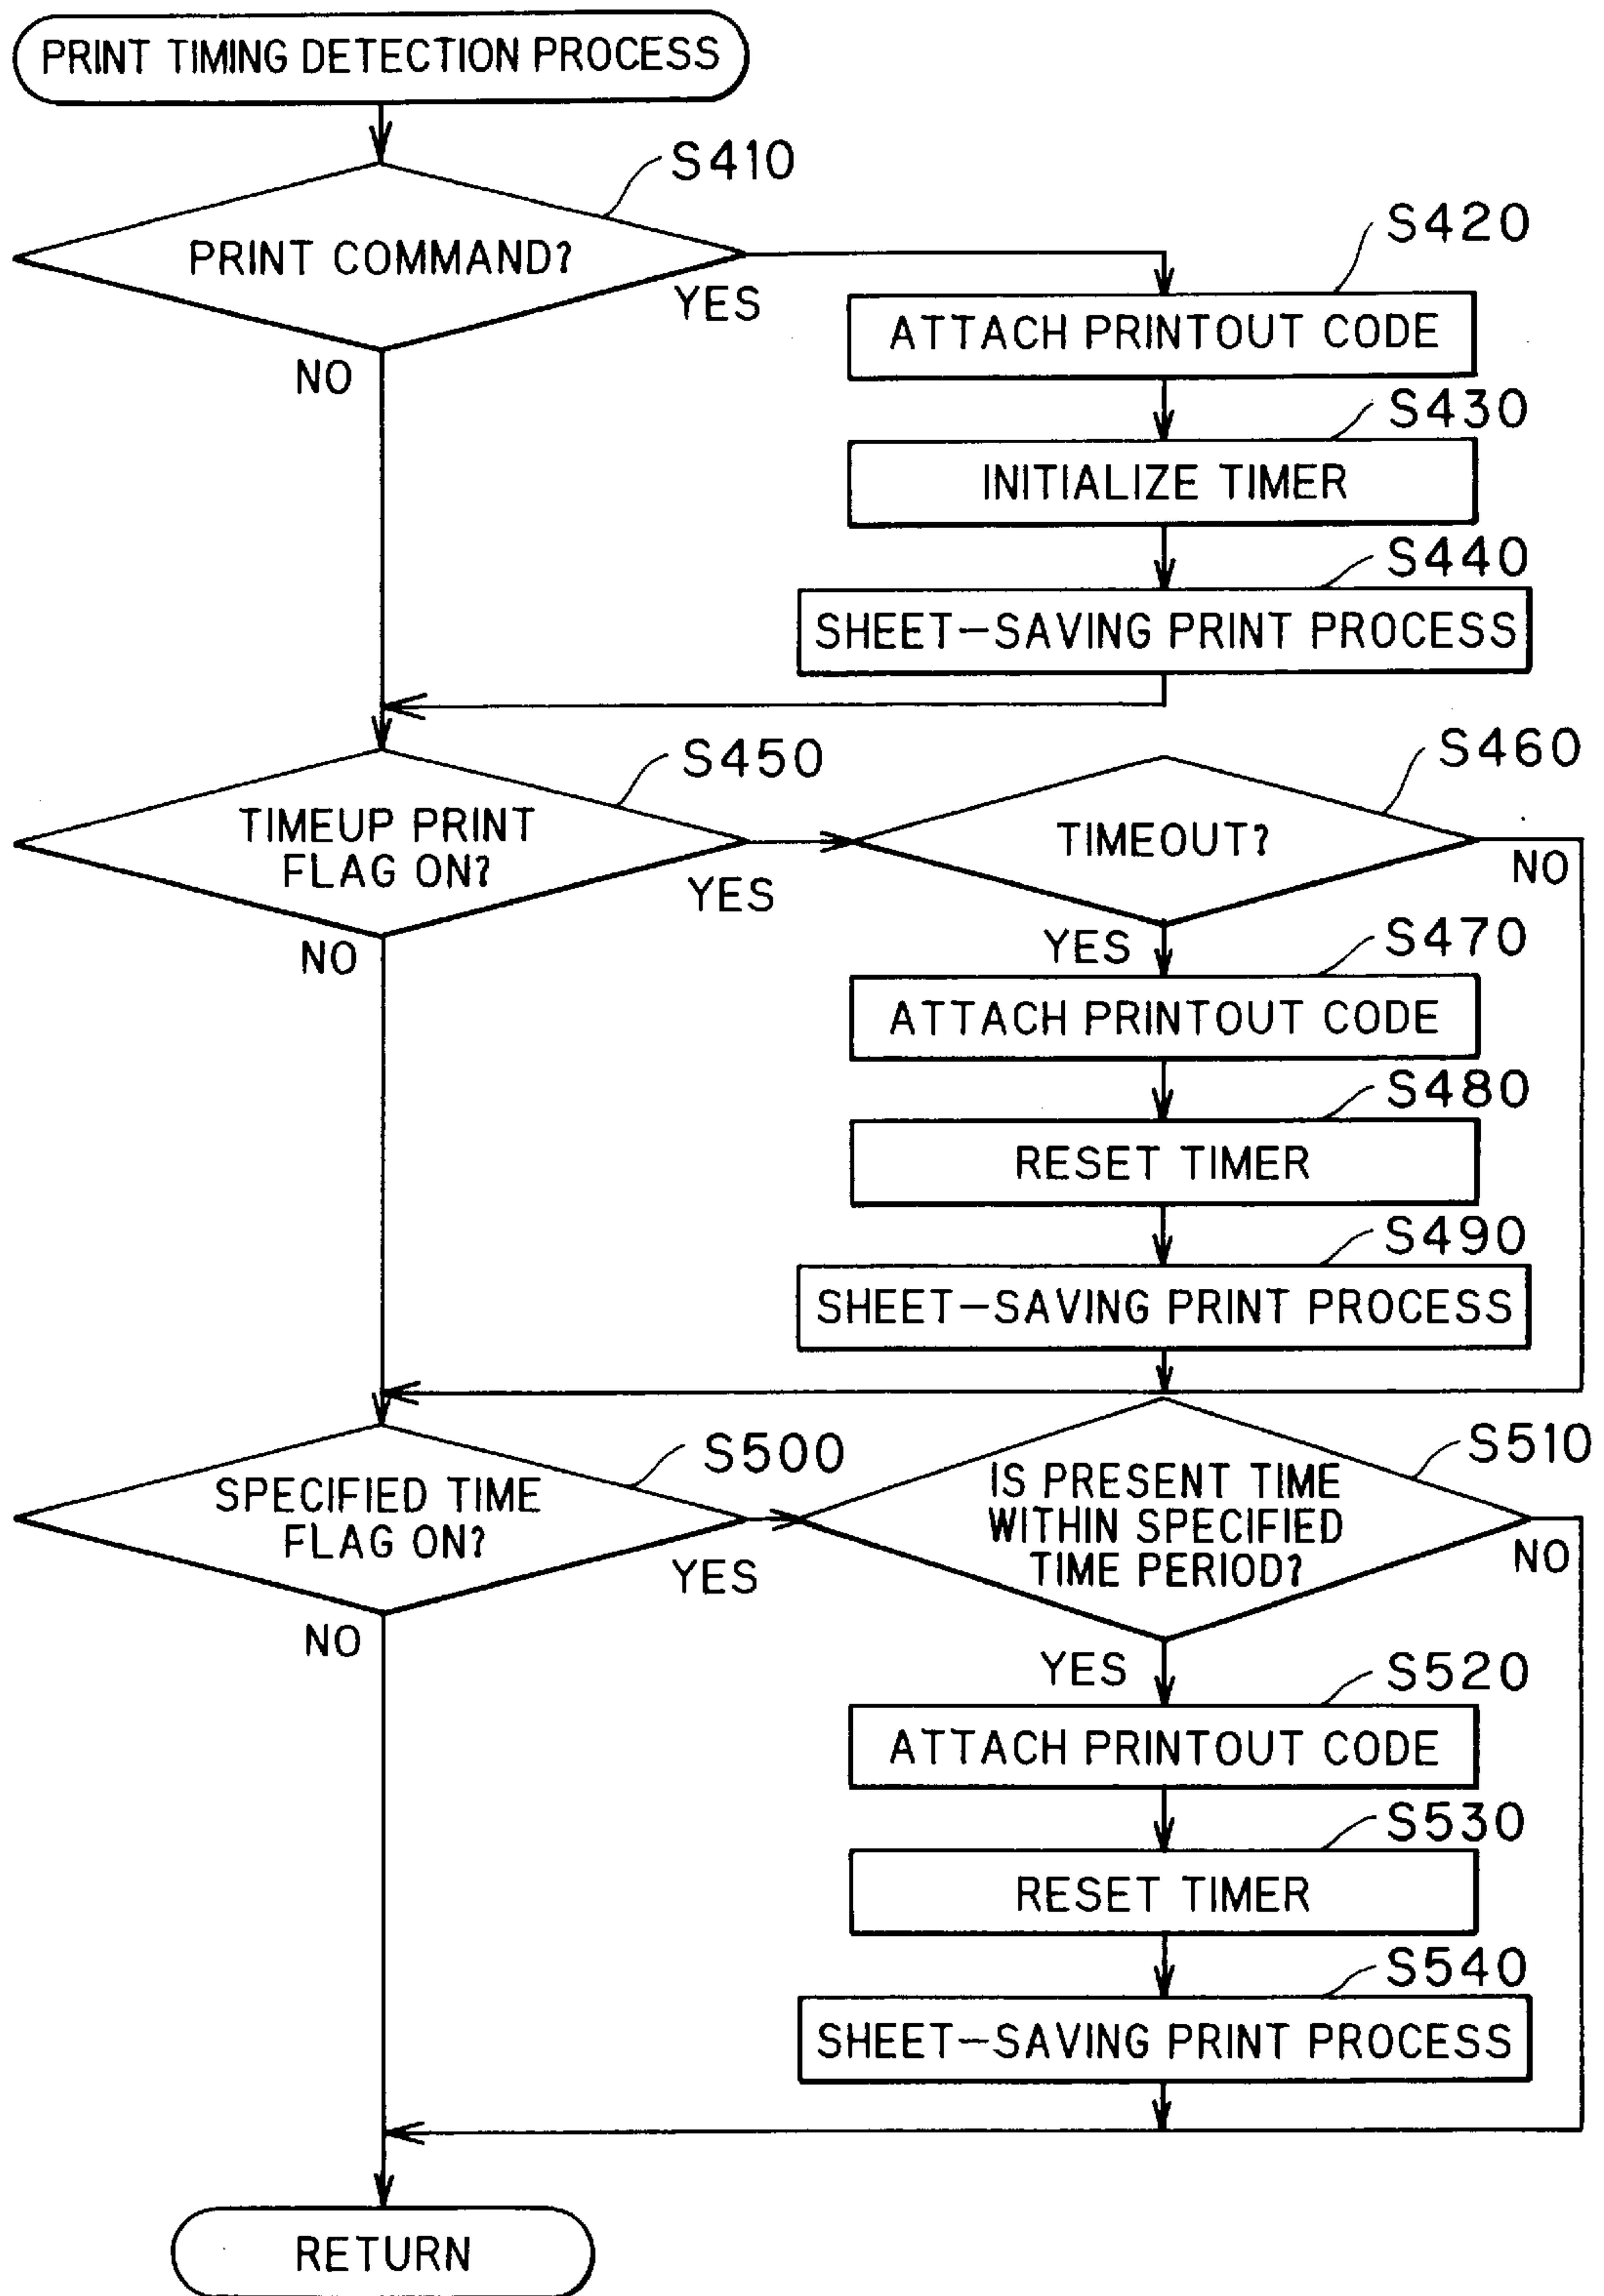 PRINT TIMING DETECTION PROCESS
S410
PRINT COMMAND?
YES
NO
S420
ATTACH PRINTOUT CODE
S430
INITIALIZE TIMER
S440
SHEET-SAVING PRINT PROCESS
S450
TIMEUP PRINT
FLAG ON?
YES
NO
S460
TIMEOUT?
NO
YES
S470
ATTACH PRINTOUT CODE
S480
RESET TIMER
S490
SHEET-SAVING PRINT PROCESS
S500
SPECIFIED TIME
FLAG ON?
YES
NO
S510
IS PRESENT TIME
WITHIN SPECIFIED
TIME PERIOD?
NO
YES
S520
ATTACH PRINTOUT CODE
S530
RESET TIMER
S540
SHEET-SAVING PRINT PROCESS
RETURN